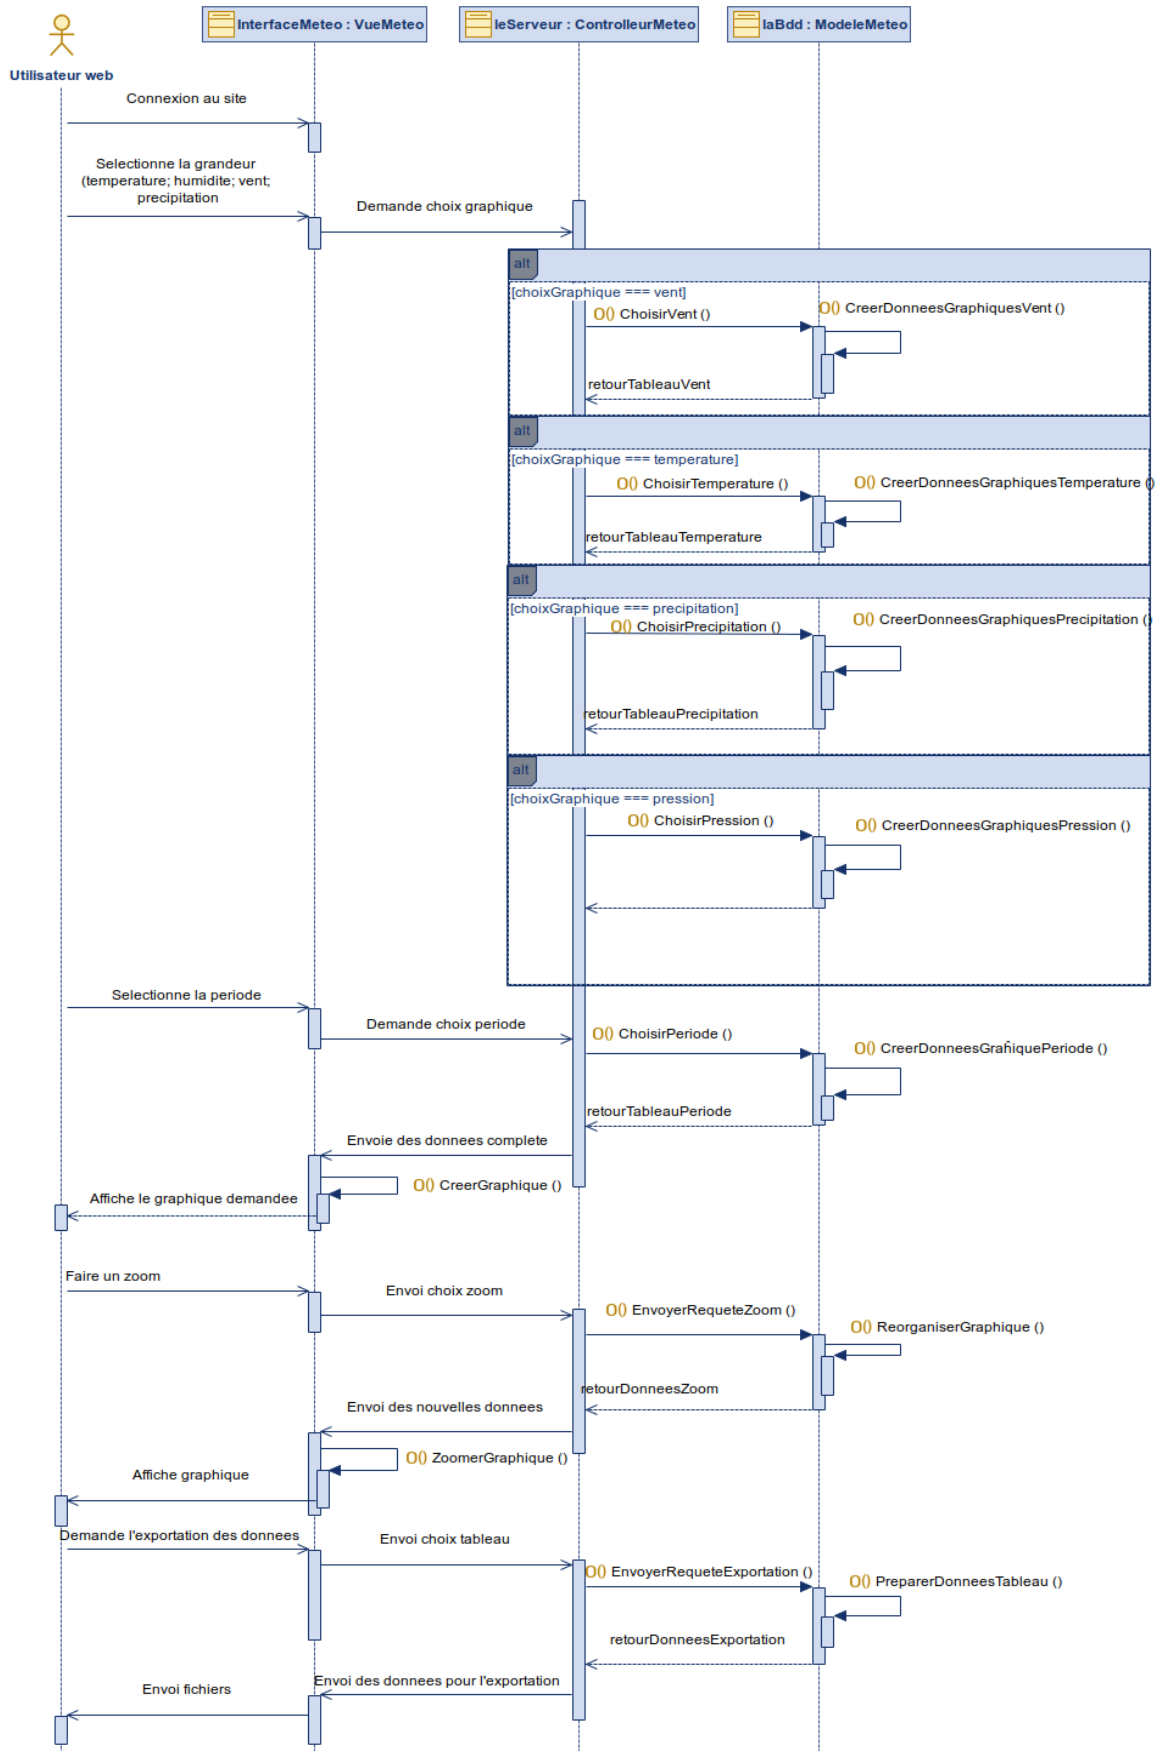 InterfaceMeteo : VueMeteo
leServeur : ControlleurMeteo
laBdd : ModeleMeteo
Utilisateur web
Connexion au site
Selectionne la grandeur
(temperature; humidite; vent;
precipitation
Demande choix graphique
alt
[choixGraphique === vent]
O() ChoisirVent ()
O() CreerDonneesGraphiquesVent ()
retourTableauVent
alt
[choixGraphique === temperature]
O() ChoisirTemperature ()
O() CreerDonneesGraphiquesTemperature ()
retourTableauTemperature
alt
[choixGraphique === precipitation]
O() ChoisirPrecipitation ()
O() CreerDonneesGraphiquesPrecipitation ()
retourTableauPrecipitation
alt
[choixGraphique === pression]
O() ChoisirPression ()
O() CreerDonneesGraphiquesPression ()
Selectionne la periode
Demande choix periode
O() ChoisirPeriode ()
O()
retourTableauPeriode
Envoie des donnees complete
O() CreerGraphique ()
Affiche le graphique demandee
Faire un zoom
Envoi choix zoom
O() EnvoyerRequeteZoom ()
O() ReorganiserGraphique ()
retourDonneesZoom
Envoi des nouvelles donnees
O() ZoomerGraphique ()
Affiche graphique
Demande l'exportation des donnees
Envoi choix tableau
O() EnvoyerRequeteExportation ()
O() PreparerDonneesTableau ()
retourDonneesExportation
Envoi des donnees pour l'exportation
Envoi fichiers